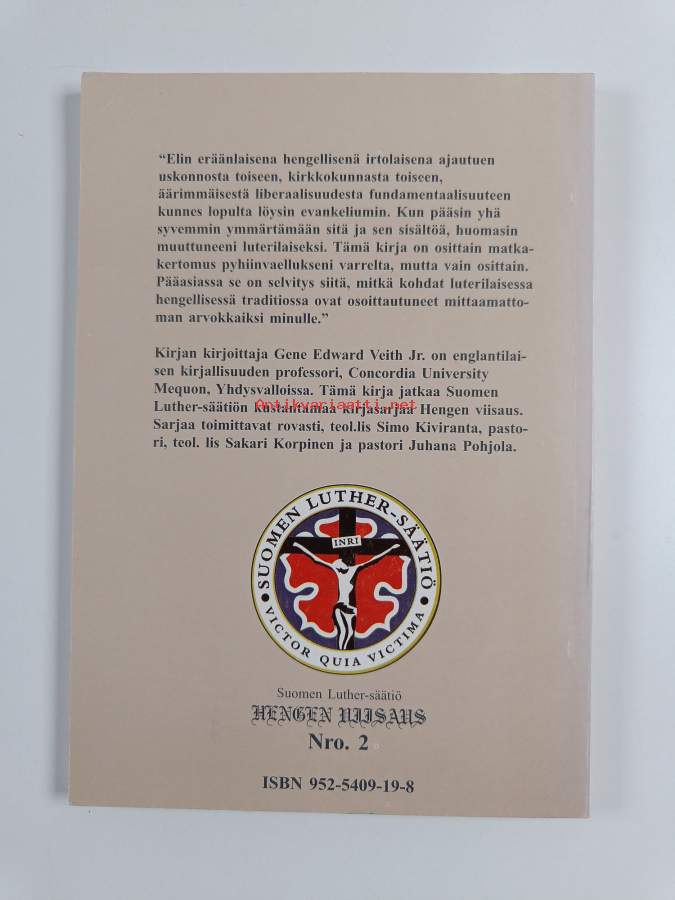 “Elin eräänlaisena hengellisenä irtolaisena ajautuen
uskonnosta toiseen, kirkkokunnasta toiseen,
äärimmäisestä liberaalisuudesta fundamentaalisuuteen
kunnes lopulta löysin evankeliumin. Kun pääsin yhä
syvemmin ymmärtämään sitä ja sen sisältöä, huomasin
muuttuneeni luterilaiseksi. Tämä kirja on osittain matka-
kertomus pyhiinvaellukseni varrelta, mutta vain osittain.
Pääasiassa se on selvitys siitä, mitkä kohdat luterilaisessa
hengellisessä traditiossa ovat osoittautuneet mittaamatto-
man arvokkaiksi minulle.”
Kirjan kirjoittaja Gene Edward Veith Jr. on englantilai-
sen kirjallisuuden professori, Concordia University
Mequon, Yhdysvalloissa. Tämä kirja jatkaa Suomen
Luther-säätiön kustantamaa kirjasarjaa Hengen viisaus.
Antikvariaatti.net
Sarjaa toimittavat rovasti, teol.lis Simo Kiviranta, pasto-
ri, teol. lis Sakari Korpinen ja pastori Juhana Pohjola.
SUOMEN LUTHER-SÄÄTIÖ
INRI
VICTOR QUIA VICTIMA
Suomen Luther-säätiö
HENGEN VIISAUS
Nro. 2
ISBN 952-5409-19-8